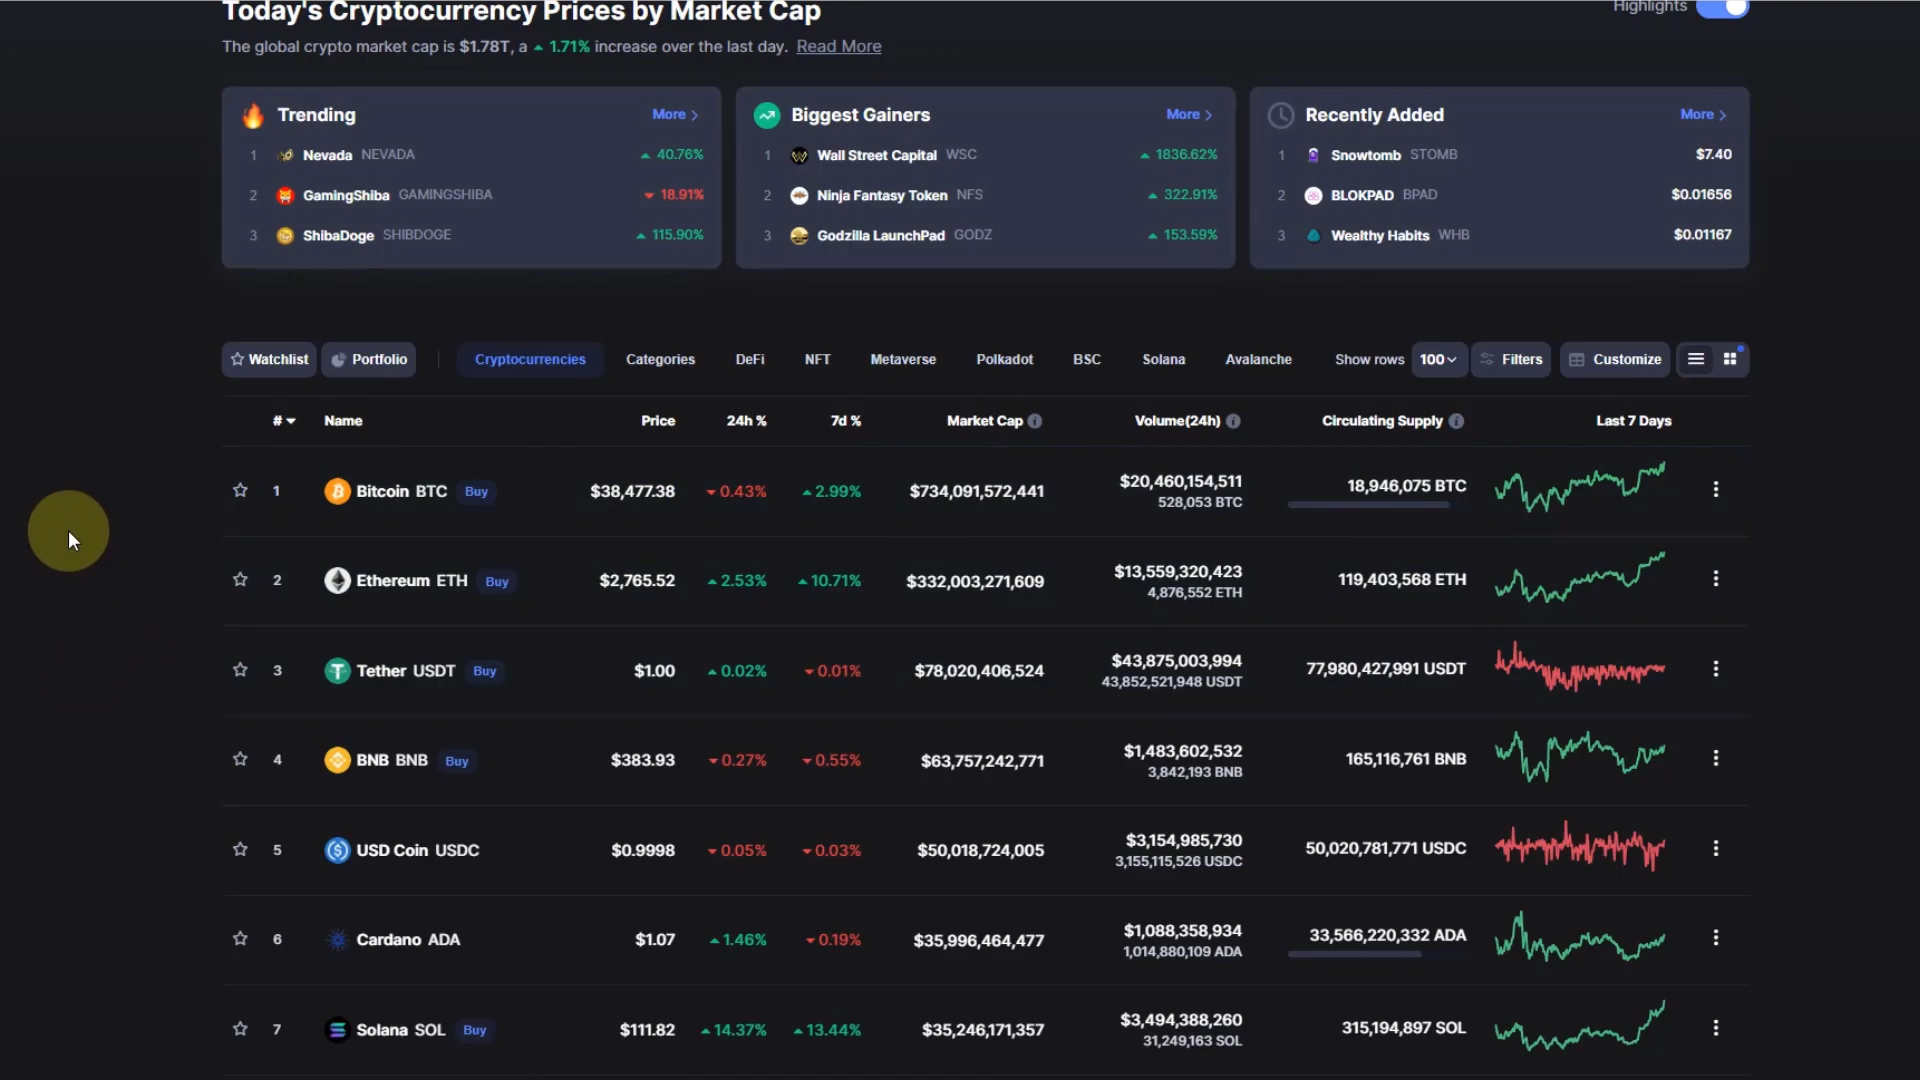 Today's Cryptocurrency Prices by Market Cap
Highlights
The global crypto market cap is $1.78T, a 1.71% increase over the last day. Read More
Trending More
1 Nevada NEVADA 40.76%
2 GamingShiba GAMINGSHIBA 18.91%
3 ShibaDoge SHIBDOGE 115.90%
Biggest Gainers More
1 Wall Street Capital WSC 1836.62%
2 Ninja Fantasy Token NFS 322.91%
3 Godzilla LaunchPad GODZ 153.59%
Recently Added More
1 Snowtomb STOMB $7.40
2 BLOKPAD BPAD $0.01656
3 Wealthy Habits WHB $0.01167
Watchlist Portfolio Cryptocurrencies Categories DeFi NFT Metaverse Polkadot BSC Solana Avalanche Show rows 100 Filters Customize
# Name Price 24h % 7d % Market Cap Volume(24h) Circulating Supply Last 7 Days
1 Bitcoin BTC Buy $38,477.38 0.43% 2.99% $734,091,572,441 $20,460,154,511 18,946,075 BTC
528,053 BTC
2 Ethereum ETH Buy $2,765.52 2.53% 10.71% $332,003,271,609 $13,559,320,423 119,403,568 ETH
4,876,552 ETH
3 Tether USDT Buy $1.00 0.02% 0.01% $78,020,406,524 $43,875,003,994 77,980,427,991 USDT
43,852,521,948 USDT
4 BNB BNB Buy $383.93 0.27% 0.55% $63,757,242,771 $1,483,602,532 165,116,761 BNB
3,842,193 BNB
5 USD Coin USDC $0.9998 0.05% 0.03% $50,018,724,005 $3,154,985,730 50,020,781,771 USDC
3,155,115,526 USDC
6 Cardano ADA $1.07 1.46% 0.19% $35,996,464,477 $1,088,358,934 33,566,220,332 ADA
1,014,880,109 ADA
7 Solana SOL Buy $111.82 14.37% 13.44% $35,246,171,357 $3,494,388,260 315,194,897 SOL
31,249,163 SOL